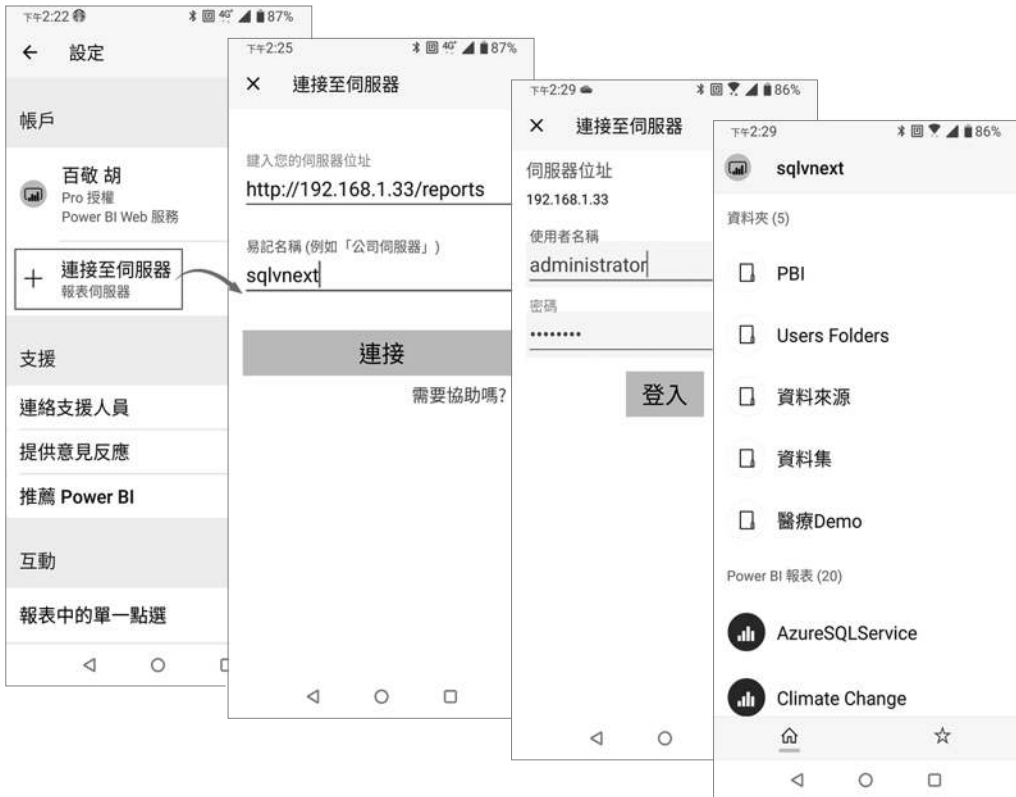 下午2:22
4G+
87%
設定
帳戶
百敬 胡
Pro 授權
Power BI Web 服務
連接至伺服器
報表伺服器
支援
連絡支援人員
提供意見反應
推薦 Power BI
互動
報表中的單一點選
下午2:25
4G+
87%
連接至伺服器
鍵入您的伺服器位址
http://192.168.1.33/reports
易記名稱 (例如「公司伺服器」)
sqlvnext
連接
需要協助嗎?
下午2:29
86%
連接至伺服器
伺服器位址
192.168.1.33
使用者名稱
administrator
密碼
••••••••
登入
下午2:29
86%
sqlvnext
資料夾 (5)
PBI
Users Folders
資料來源
資料集
醫療Demo
Power BI 報表 (20)
AzureSQLService
Climate Change